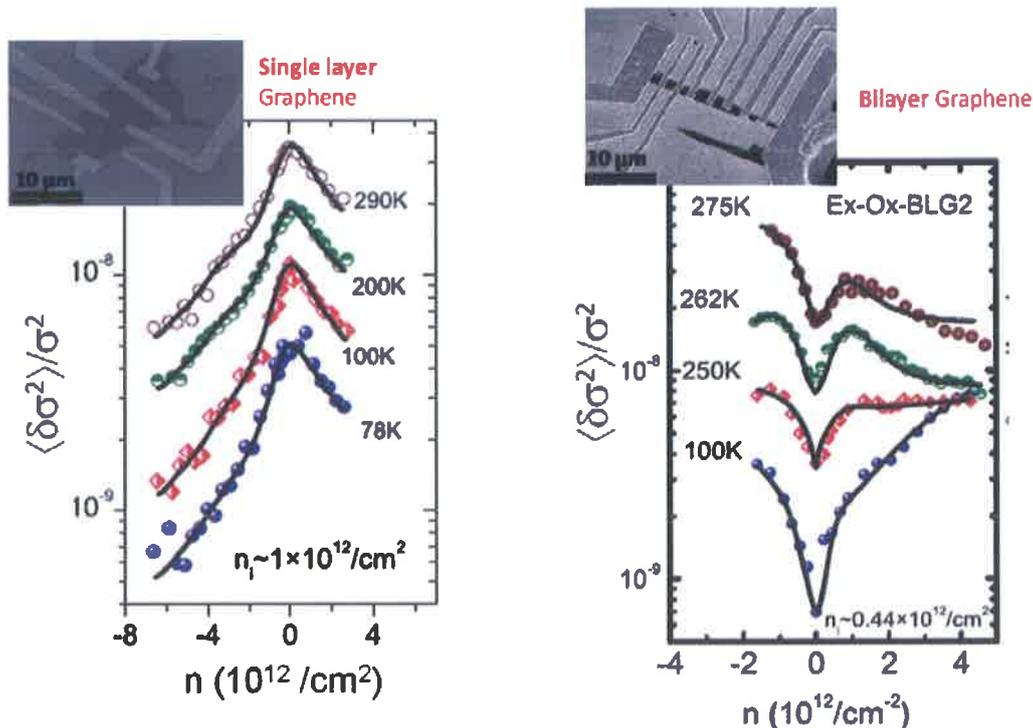 Single layer
Graphene
10 μm
290K
200K
100K
78K
10⁻⁸
10⁻⁹
⟨δσ²⟩/σ²
nᵢ~1×10¹²/cm²
-8
-4
0
4
n (10¹² /cm²)
Bilayer Graphene
10 μm
275K
Ex-Ox-BLG2
262K
250K
100K
10⁻⁸
10⁻⁹
⟨δσ²⟩/σ²
nᵢ~0.44×10¹²/cm²
-4
-2
0
2
4
n (10¹²/cm⁻²)